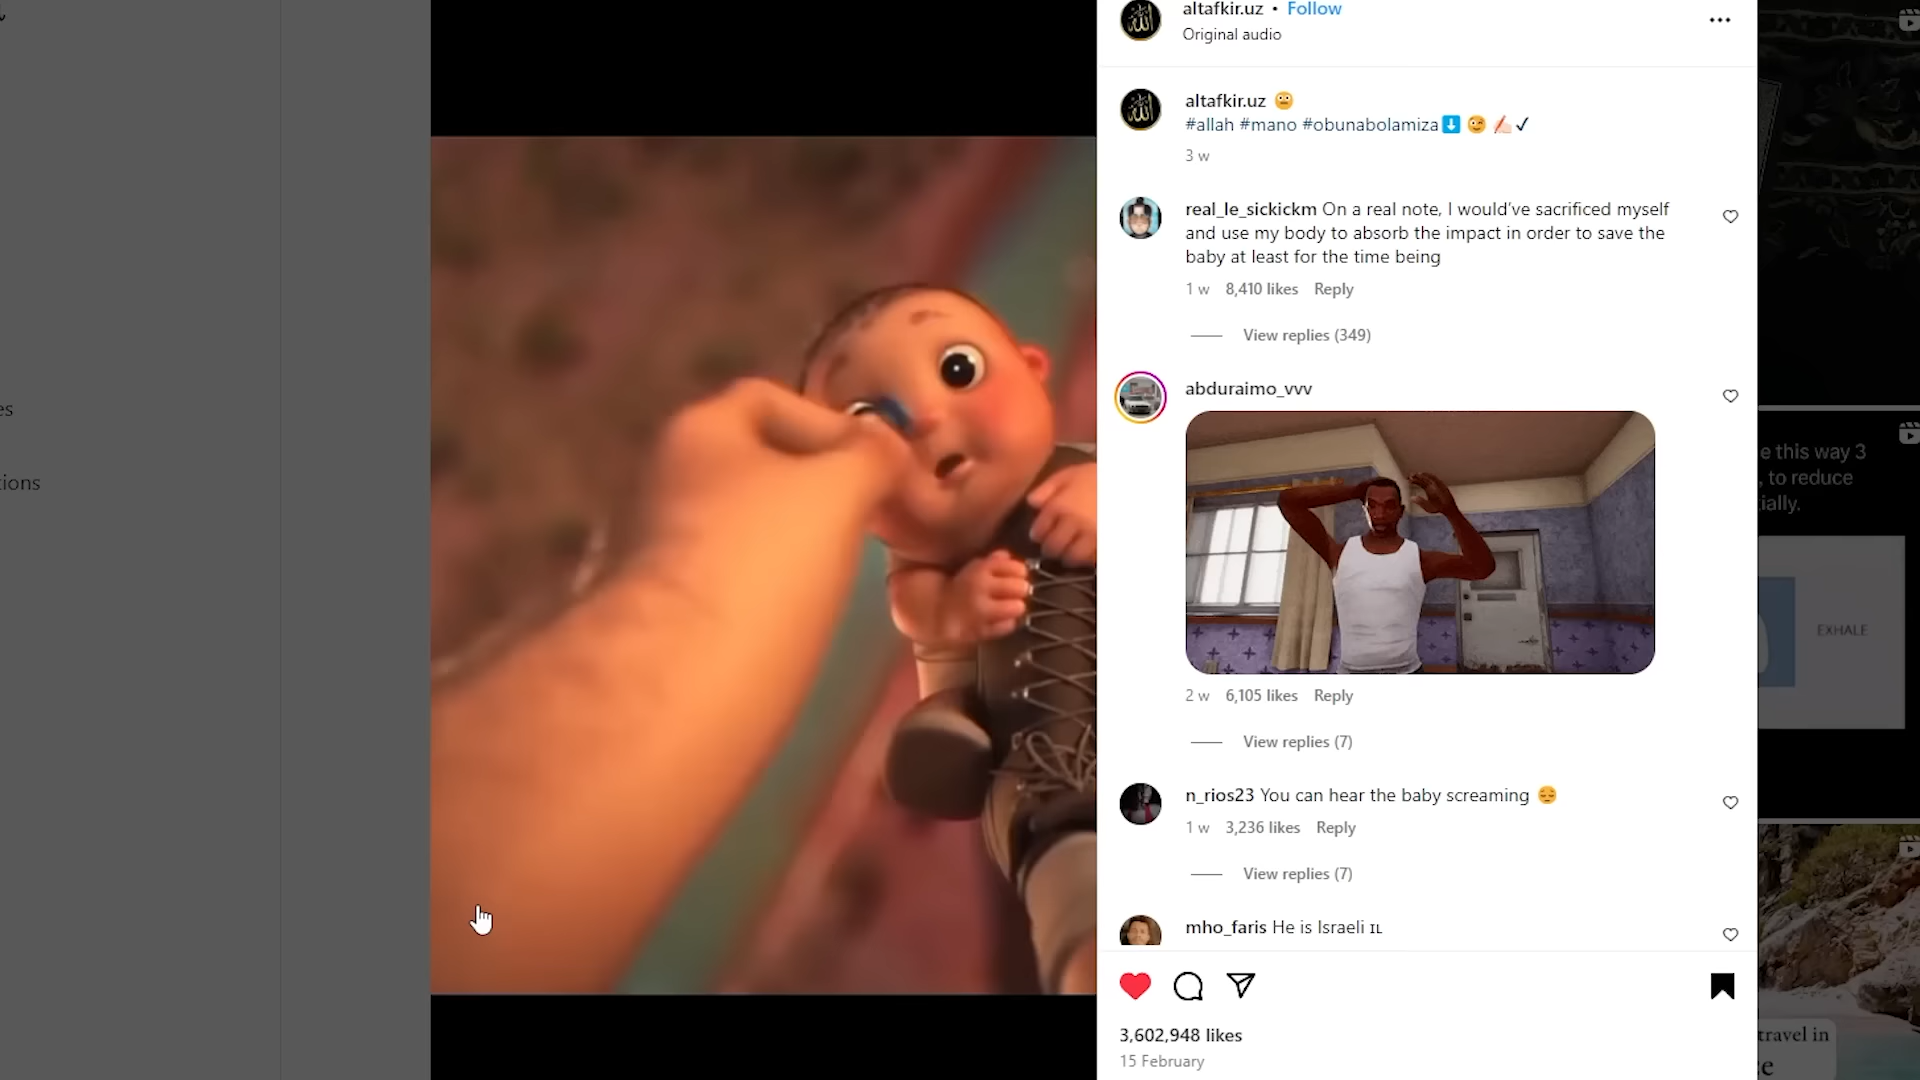 altafkir.uz • Follow
Original audio
altafkir.uz 😳
#allah #mano #obunabolamiza⬇️ 😉 ✍🏻✓
3 w
real_le_sickickm On a real note, I would've sacrificed myself
and use my body to absorb the impact in order to save the
baby at least for the time being
1 w 8,410 likes Reply
View replies (349)
abduraimo_vvv
2 w 6,105 likes Reply
View replies (7)
n_rios23 You can hear the baby screaming 😔
1 w 3,236 likes Reply
View replies (7)
mho_faris He is Israeli IL
3,602,948 likes
15 February
es
tions
e this way 3
, to reduce
ially.
EXHALE
travel in